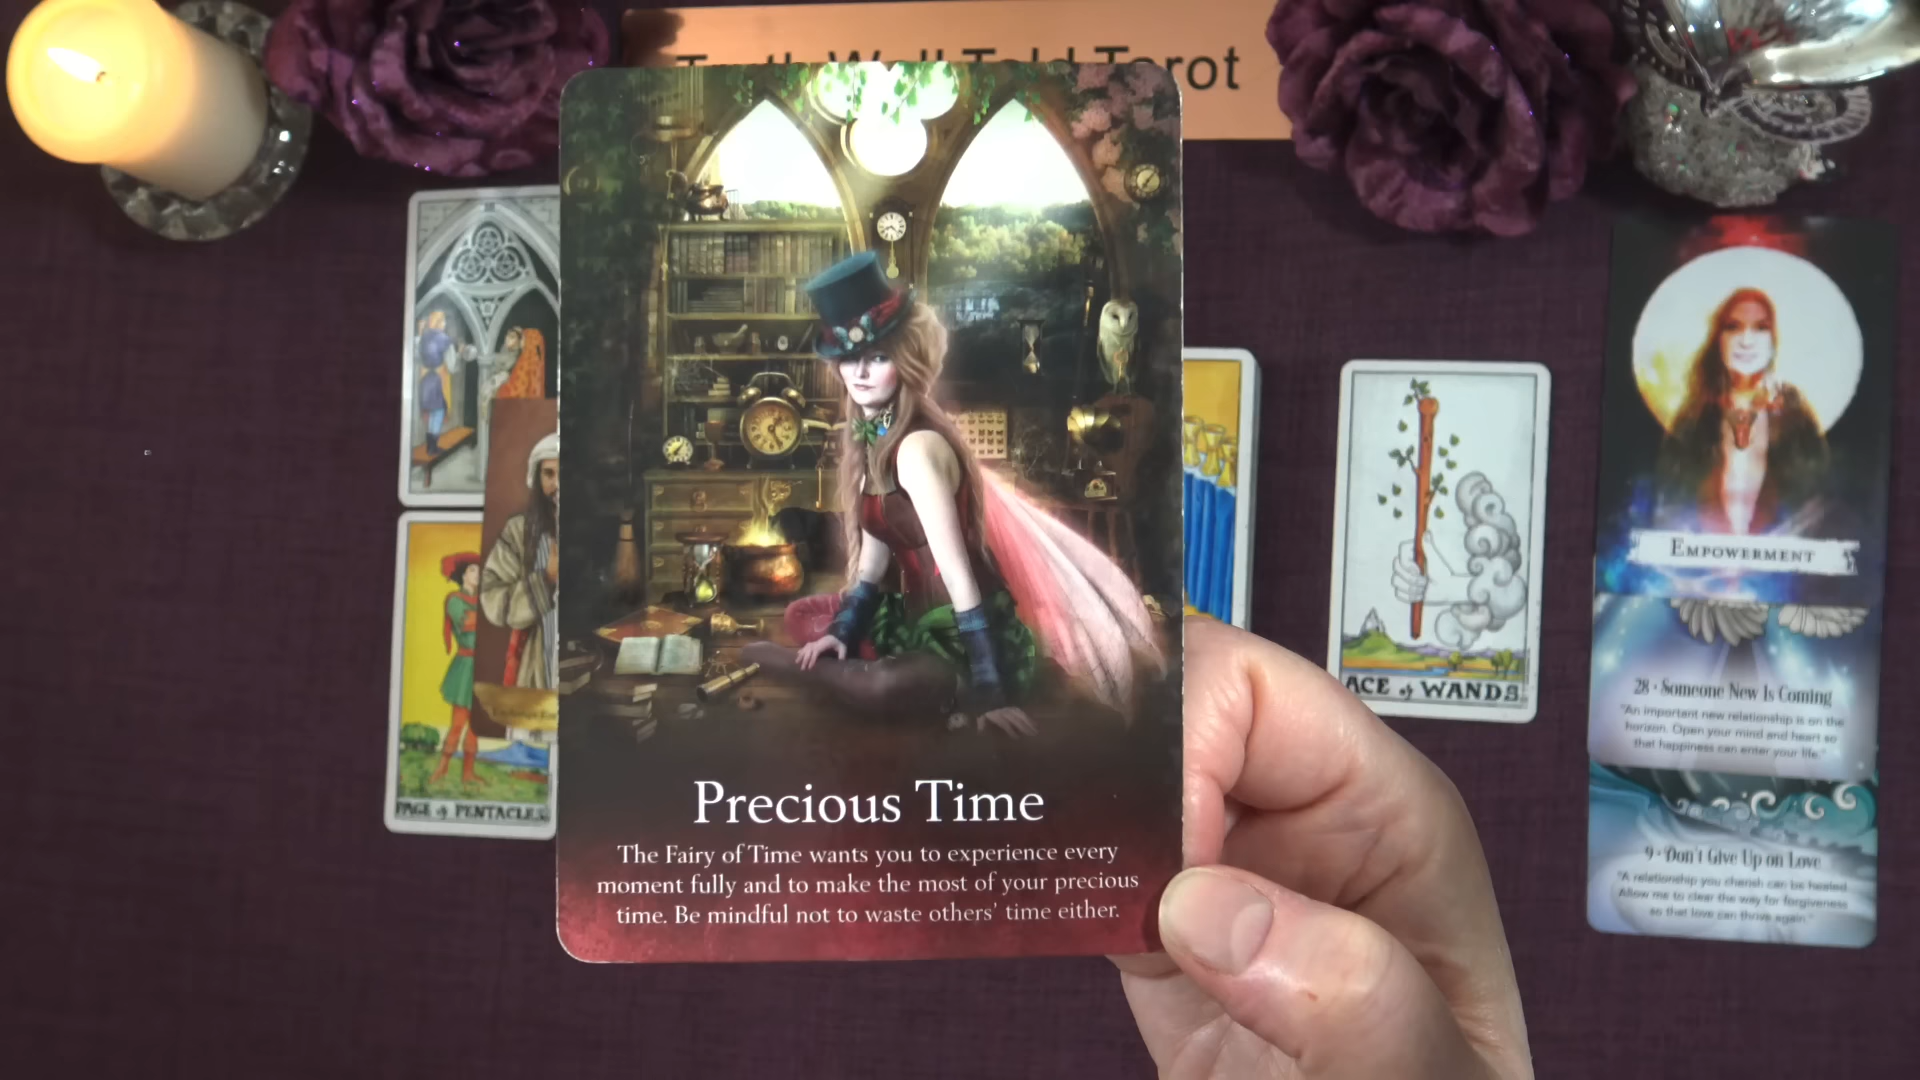 Truth Well Told Tarot
Precious Time
The Fairy of Time wants you to experience every
moment fully and to make the most of your precious
time. Be mindful not to waste others' time either.
PAGE of PENTACLES
ACE of WANDS
EMPOWERMENT
28 · Someone New Is Coming
"An important new relationship is on the
horizon. Open your mind and heart so
that happiness can enter your life."
9 · Don't Give Up on Love
"A relationship you cherish can be healed.
Allow me to clear the way for forgiveness
so that love can thrive again."